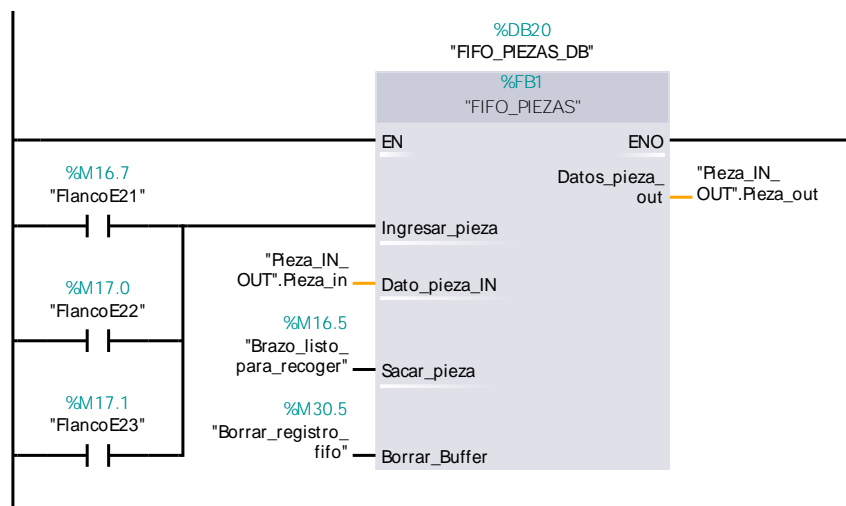 %DB20
"FIFO_PIEZAS_DB"
%FB1
"FIFO_PIEZAS"
EN
ENO
%M16.7
"FlancoE21"
Datos_pieza_
out
"Pieza_IN_
OUT".Pieza_out
Ingresar_pieza
"Pieza_IN_
OUT".Pieza_in
Dato_pieza_IN
%M17.0
"FlancoE22"
%M16.5
"Brazo_listo_
para_recoger"
Sacar_pieza
%M17.1
"FlancoE23"
%M30.5
"Borrar_registro_
fifo"
Borrar_Buffer